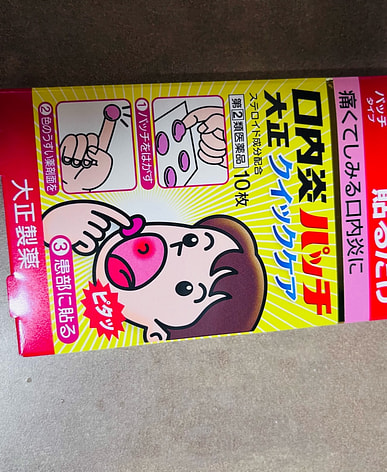 パッチ
タイプ
貼るだけ
痛くてしみる口内炎に
口内炎パッチ
大正クイックケア
ステロイド成分配合
第②類医薬品 10枚
①パッチをはがす
②色のうすい薬剤面を
③患部に貼る
ピタッ
大正製薬